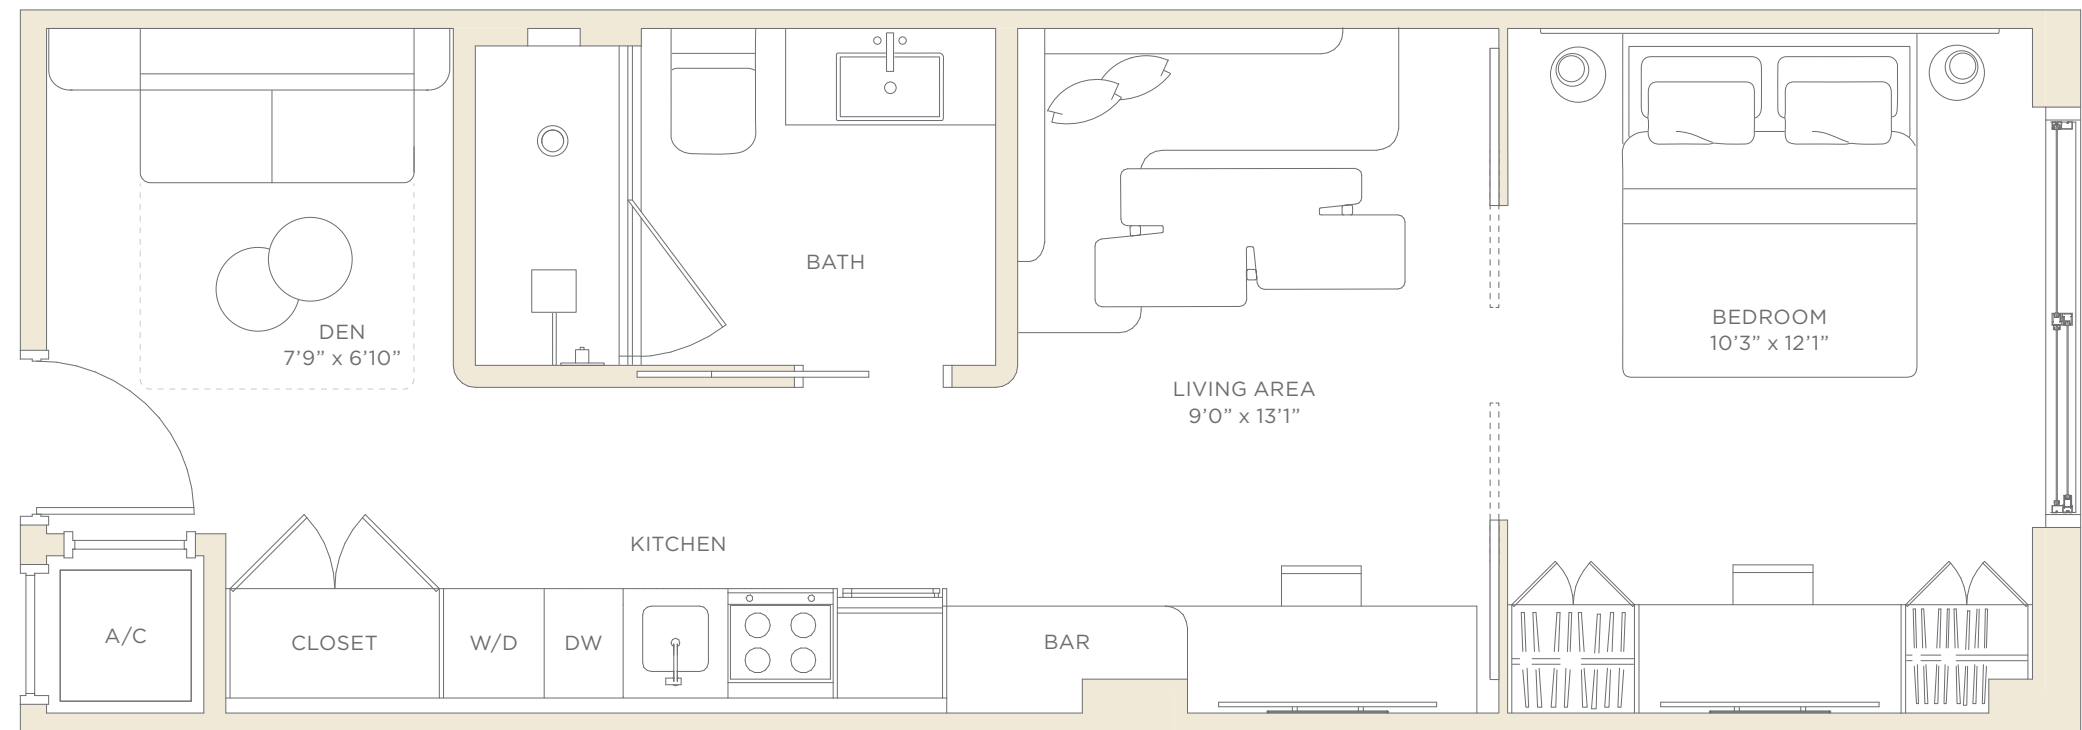 BATH
DEN
7’9” x 6’10”
BEDROOM
10’3” x 12’1”
LIVING AREA
9’0” x 13’1”
KITCHEN
A/C
CLOSET
W/D
DW
BAR